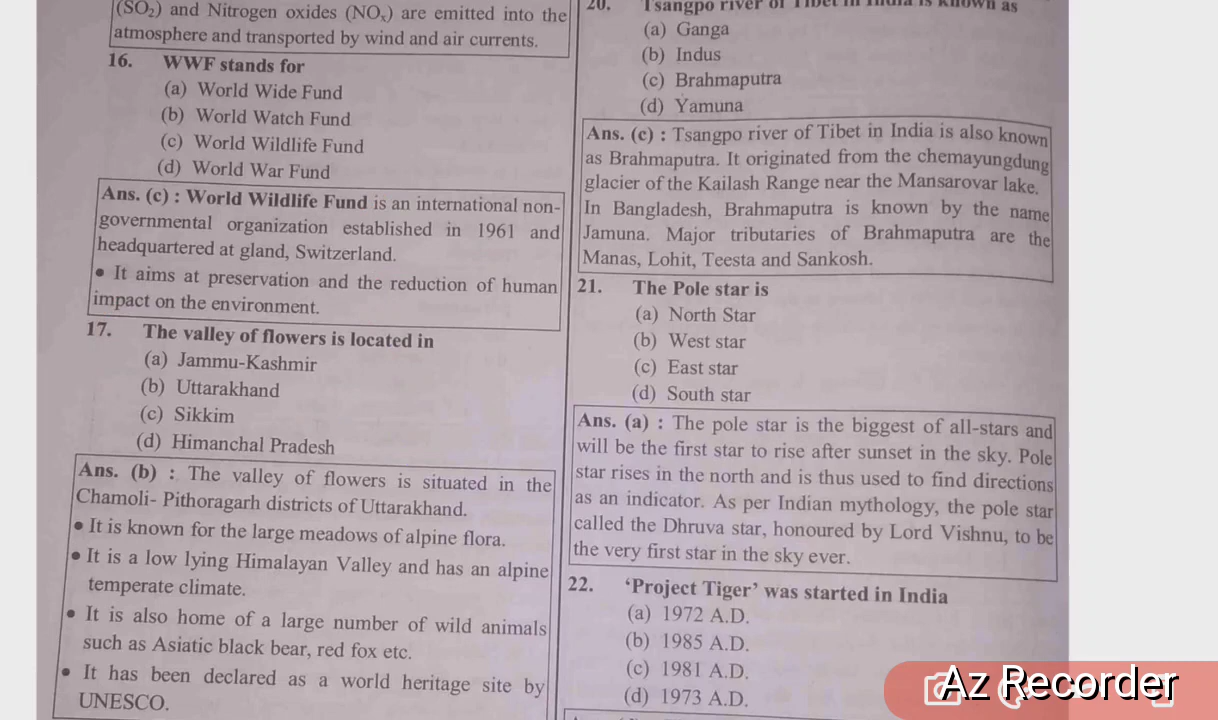 (SO2) and Nitrogen oxides (NOx) are emitted into the
atmosphere and transported by wind and air currents.
16. WWF stands for
(a) World Wide Fund
(b) World Watch Fund
(c) World Wildlife Fund
(d) World War Fund
Ans. (c) : World Wildlife Fund is an international non-
governmental organization established in 1961 and
headquartered at gland, Switzerland.
• It aims at preservation and the reduction of human
impact on the environment.
17. The valley of flowers is located in
(a) Jammu-Kashmir
(b) Uttarakhand
(c) Sikkim
(d) Himanchal Pradesh
Ans. (b) : The valley of flowers is situated in the
Chamoli- Pithoragarh districts of Uttarakhand.
• It is known for the large meadows of alpine flora.
• It is a low lying Himalayan Valley and has an alpine
temperate climate.
• It is also home of a large number of wild animals
such as Asiatic black bear, red fox etc.
• It has been declared as a world heritage site by
UNESCO.
20. Tsangpo river of Tibet in India is known as
(a) Ganga
(b) Indus
(c) Brahmaputra
(d) Yamuna
Ans. (c) : Tsangpo river of Tibet in India is also known
as Brahmaputra. It originated from the chemayungdung
glacier of the Kailash Range near the Mansarovar lake.
In Bangladesh, Brahmaputra is known by the name
Jamuna. Major tributaries of Brahmaputra are the
Manas, Lohit, Teesta and Sankosh.
21. The Pole star is
(a) North Star
(b) West star
(c) East star
(d) South star
Ans. (a) : The pole star is the biggest of all-stars and
will be the first star to rise after sunset in the sky. Pole
star rises in the north and is thus used to find directions
as an indicator. As per Indian mythology, the pole star
called the Dhruva star, honoured by Lord Vishnu, to be
the very first star in the sky ever.
22. ‘Project Tiger’ was started in India
(a) 1972 A.D.
(b) 1985 A.D.
(c) 1981 A.D.
(d) 1973 A.D.
Az Recorder